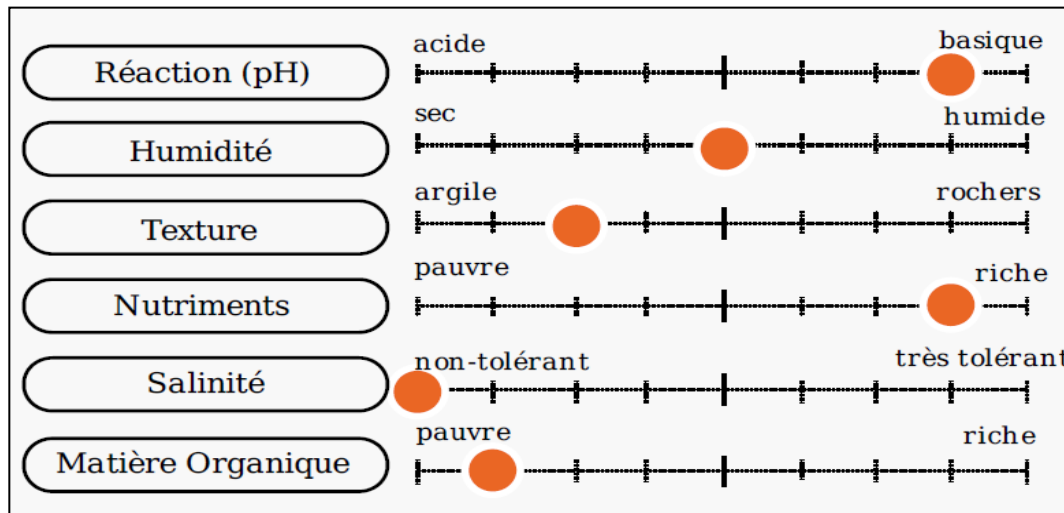 Réaction (pH)
acide
basique
Humidité
sec
humide
Texture
argile
rochers
Nutriments
pauvre
riche
Salinité
non-tolérant
très tolérant
Matière Organique
pauvre
riche